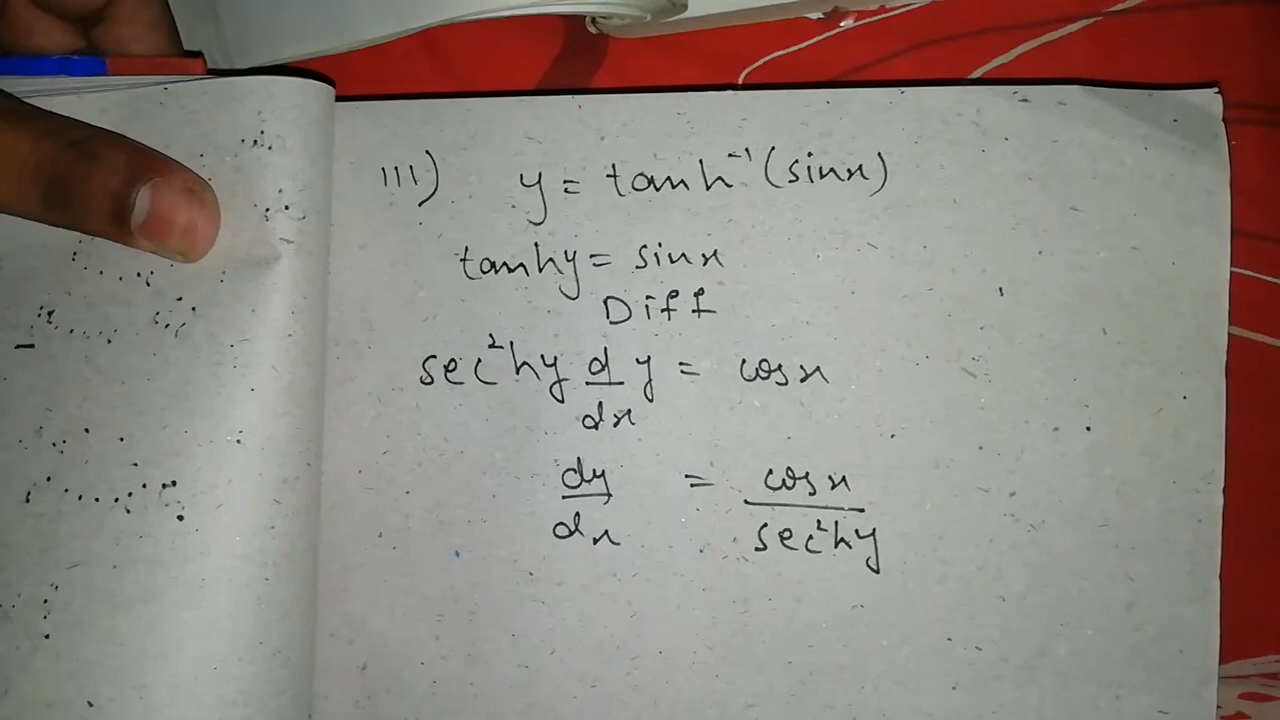 III) y = tanh⁻¹(sinx)
tanhy = sinx
Diff
sec²hy d/dx y = cosx
dy/dx = cosx/sec²hy